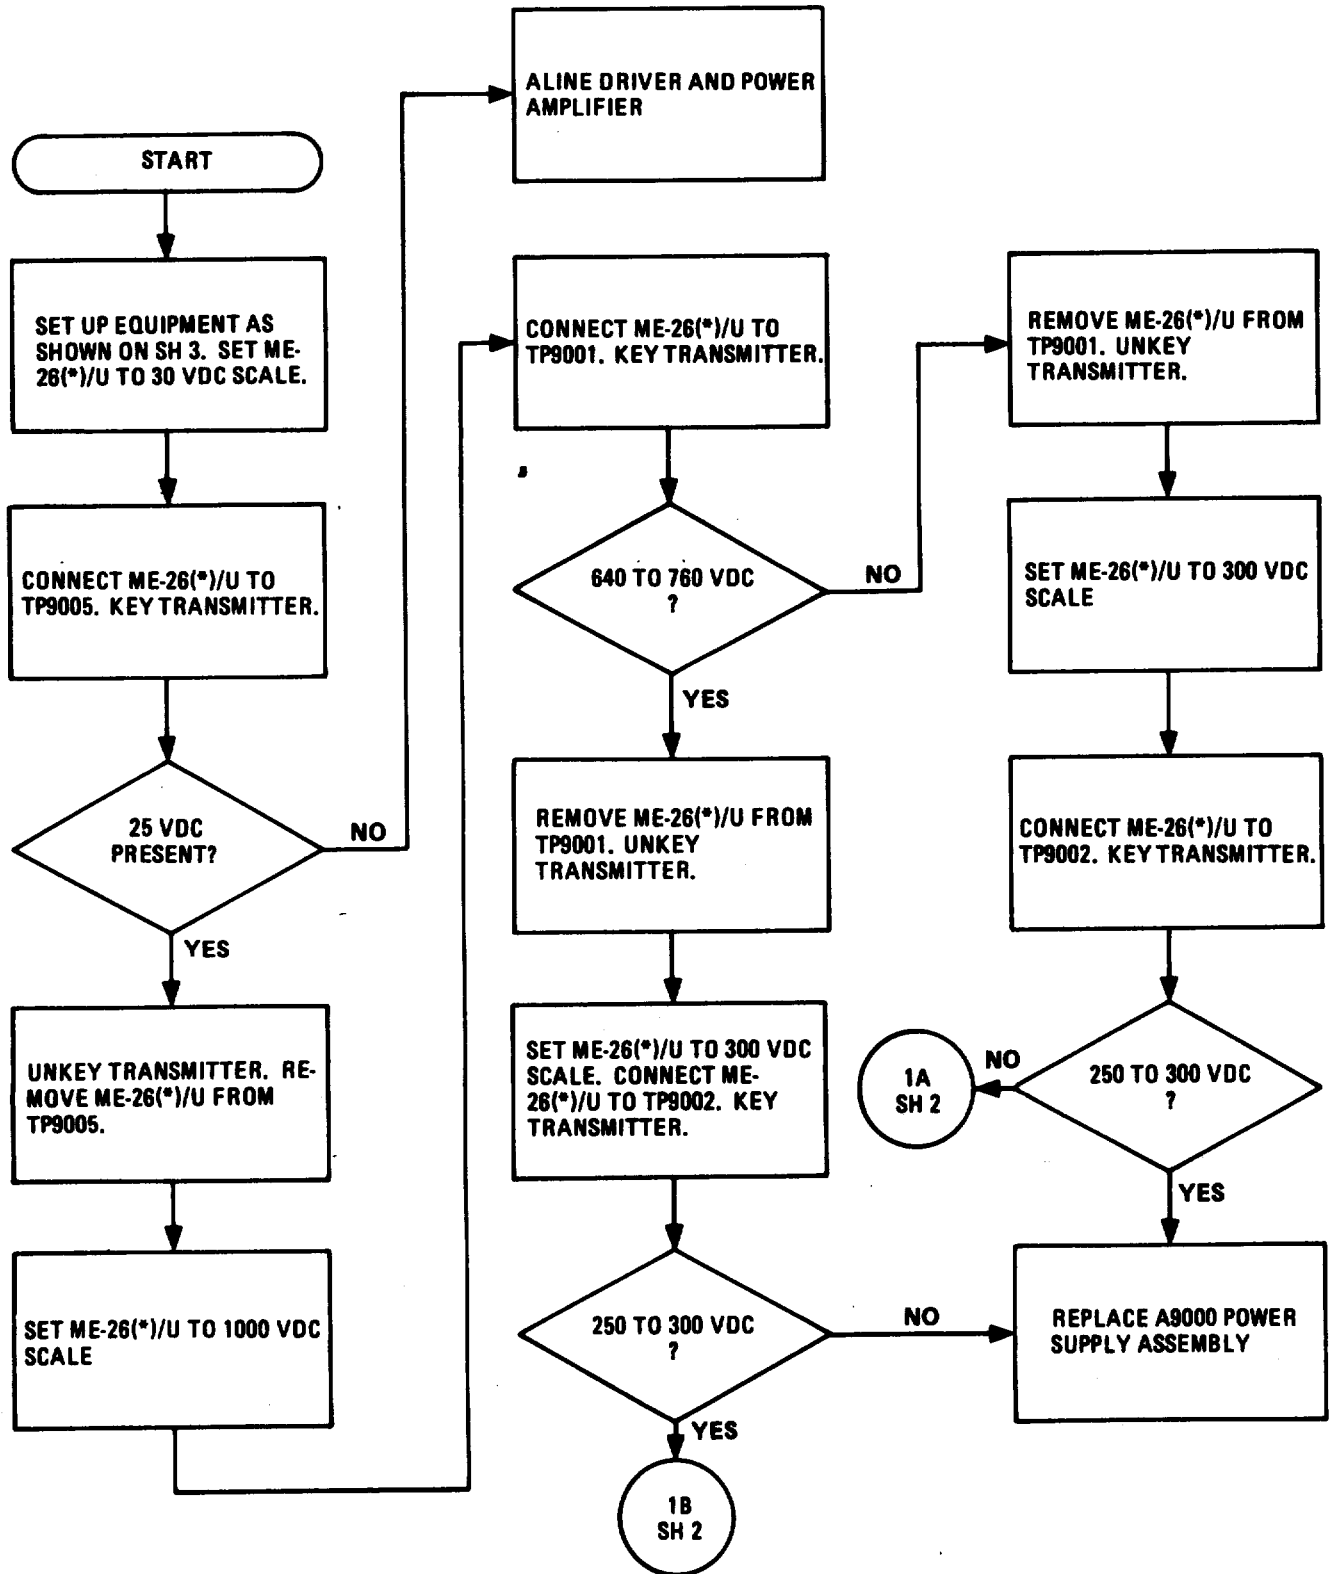 START
SET UP EQUIPMENT AS
SHOWN ON SH 3. SET ME-
26(*)/U TO 30 VDC SCALE.
CONNECT ME-26(*)/U TO
TP9005. KEY TRANSMITTER.
25 VDC
PRESENT?
NO
YES
UNKEY TRANSMITTER. RE-
MOVE ME-26(*)/U FROM
TP9005.
SET ME-26(*)/U TO 1000 VDC
SCALE
ALINE DRIVER AND POWER
AMPLIFIER
CONNECT ME-26(*)/U TO
TP9001. KEY TRANSMITTER.
640 TO 760 VDC
?
NO
YES
REMOVE ME-26(*)/U FROM
TP9001. UNKEY
TRANSMITTER.
SET ME-26(*)/U TO 300 VDC
SCALE. CONNECT ME-
26(*)/U TO TP9002. KEY
TRANSMITTER.
250 TO 300 VDC
?
NO
YES
1B
SH 2
REMOVE ME-26(*)/U FROM
TP9001. UNKEY
TRANSMITTER.
SET ME-26(*)/U TO 300 VDC
SCALE
CONNECT ME-26(*)/U TO
TP9002. KEY TRANSMITTER.
250 TO 300 VDC
?
NO
1A
SH 2
YES
REPLACE A9000 POWER
SUPPLY ASSEMBLY